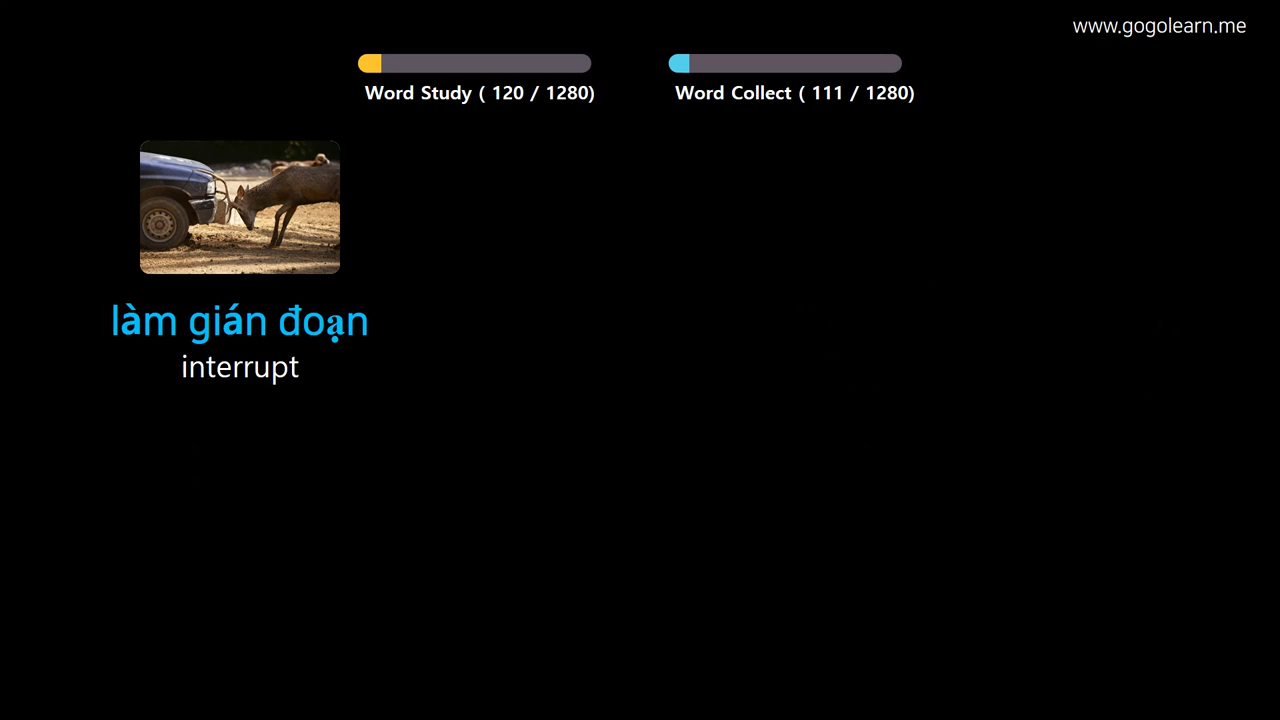 www.gogolearn.me
Word Study ( 120 / 1280)
Word Collect ( 111 / 1280)
làm gián đoạn
interrupt